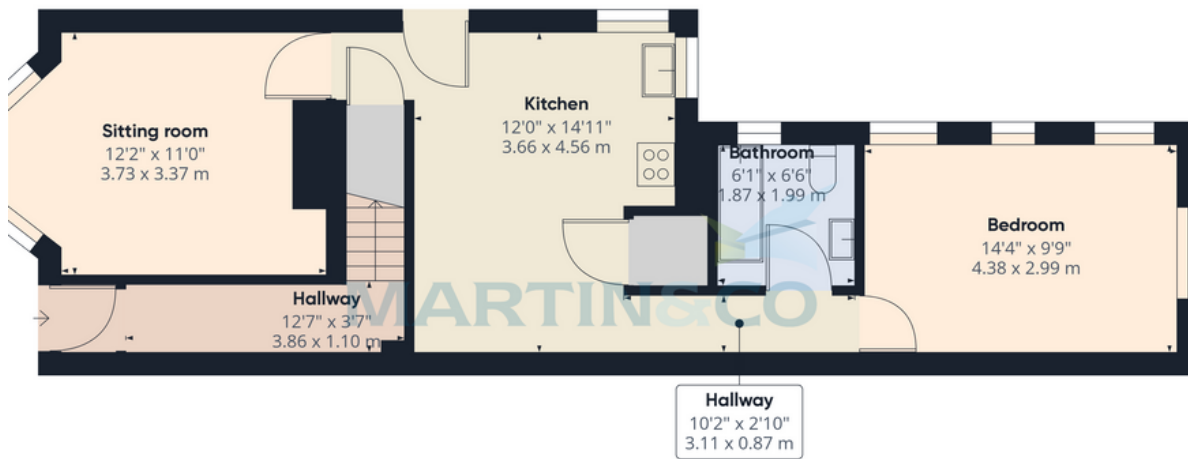 Sitting room
12'2" x 11'0"
3.73 x 3.37 m
Kitchen
12'0" x 14'11"
3.66 x 4.56 m
Bathroom
6'1" x 6'6"
1.87 x 1.99 m
Bedroom
14'4" x 9'9"
4.38 x 2.99 m
Hallway
12'7" x 3'7"
3.86 x 1.10 m
MARTIN&CO
Hallway
10'2" x 2'10"
3.11 x 0.87 m